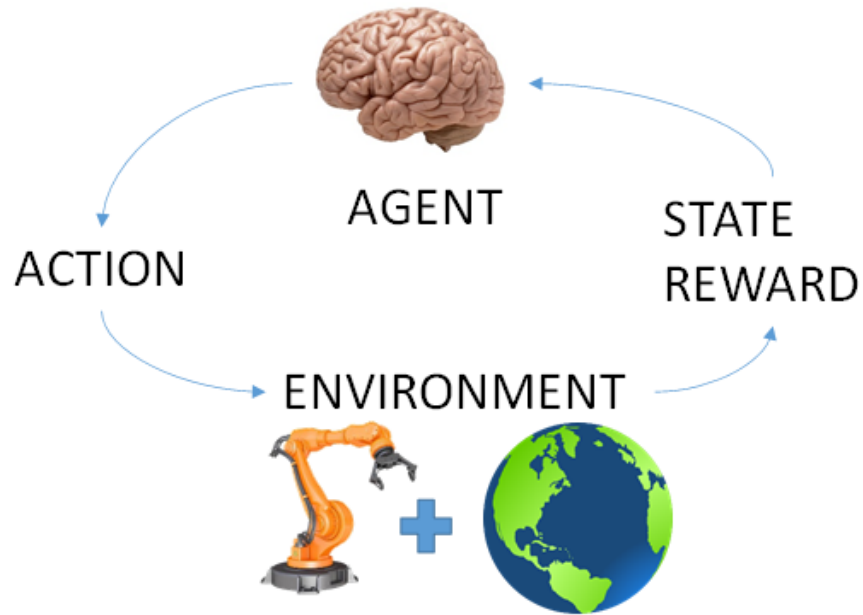 AGENT
STATE
REWARD
ACTION
ENVIRONMENT